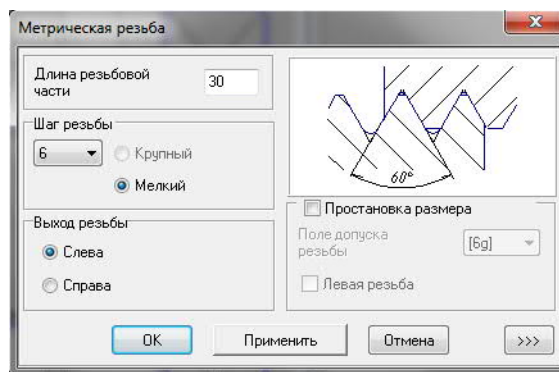 Метрическая резьба
Длина резьбовой части
30
Шаг резьбы
6
Крупный
Мелкий
Выход резьбы
Слева
Справа
60°
Простановка размера
Поле допуска резьбы
[6g]
Левая резьба
OK
Применить
Отмена
>>>